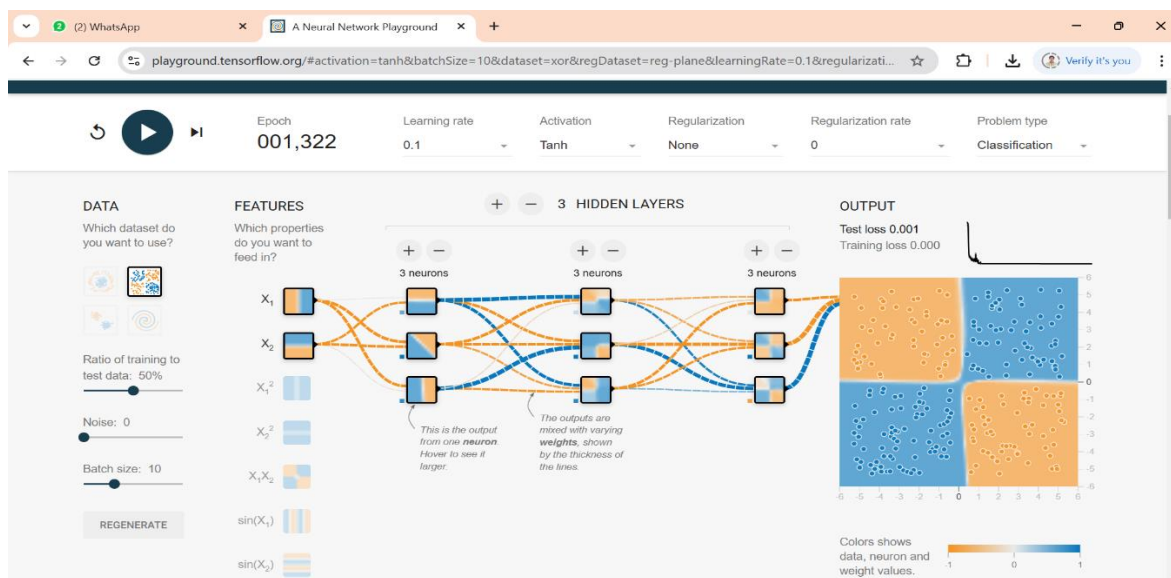 2 (2) WhatsApp
A Neural Network Playground
playground.tensorflow.org/#activation=tanh&batchSize=10&dataset=xor&regDataset=reg-plane&learningRate=0.1&regularizati...
Verify it's you
Epoch
001,322
Learning rate
0.1
Activation
Tanh
Regularization
None
Regularization rate
0
Problem type
Classification
DATA
Which dataset do
you want to use?
Ratio of training to
test data: 50%
Noise: 0
Batch size: 10
REGENERATE
FEATURES
Which properties
do you want to
feed in?
X₁
X₂
X₁²
X₂²
X₁X₂
sin(X₁)
sin(X₂)
+ − 3 HIDDEN LAYERS
+ −
3 neurons
+ −
3 neurons
+ −
3 neurons
This is the output
from one neuron.
Hover to see it
larger.
The outputs are
mixed with varying
weights, shown
by the thickness of
the lines.
OUTPUT
Test loss 0.001
Training loss 0.000
6
5
4
3
2
1
0
-1
-2
-3
-4
-5
-6
-6 -5 -4 -3 -2 -1 0 1 2 3 4 5 6
Colors shows
data, neuron and
weight values.
-1 0 1